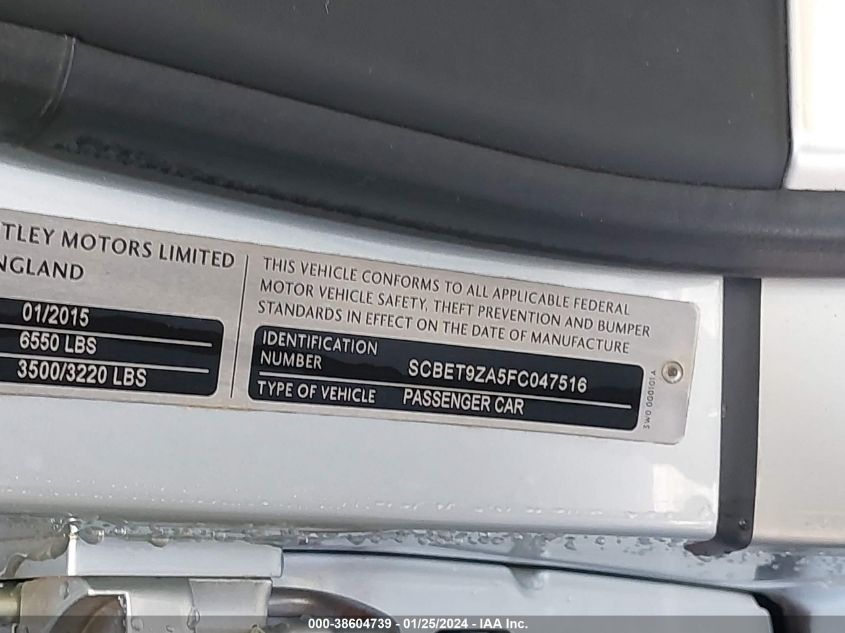 TLEY MOTORS LIMITED
NGLAND
01/2015
6550 LBS
3500/3220 LBS
THIS VEHICLE CONFORMS TO ALL APPLICABLE FEDERAL
MOTOR VEHICLE SAFETY, THEFT PREVENTION AND BUMPER
STANDARDS IN EFFECT ON THE DATE OF MANUFACTURE
IDENTIFICATION
NUMBER
SCBET9ZA5FC047516
TYPE OF VEHICLE PASSENGER CAR
3W0 000101A
000-38604739 - 01/25/2024 - IAA Inc.